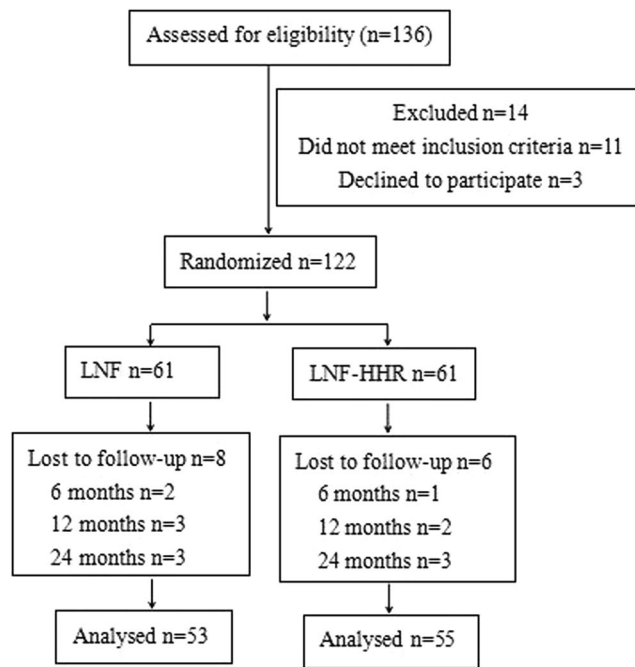 Assessed for eligibility (n=136)
Excluded n=14
Did not meet inclusion criteria n=11
Declined to participate n=3
Randomized n=122
LNF n=61
LNF-HHR n=61
Lost to follow-up n=8
6 months n=2
12 months n=3
24 months n=3
Lost to follow-up n=6
6 months n=1
12 months n=2
24 months n=3
Analysed n=53
Analysed n=55